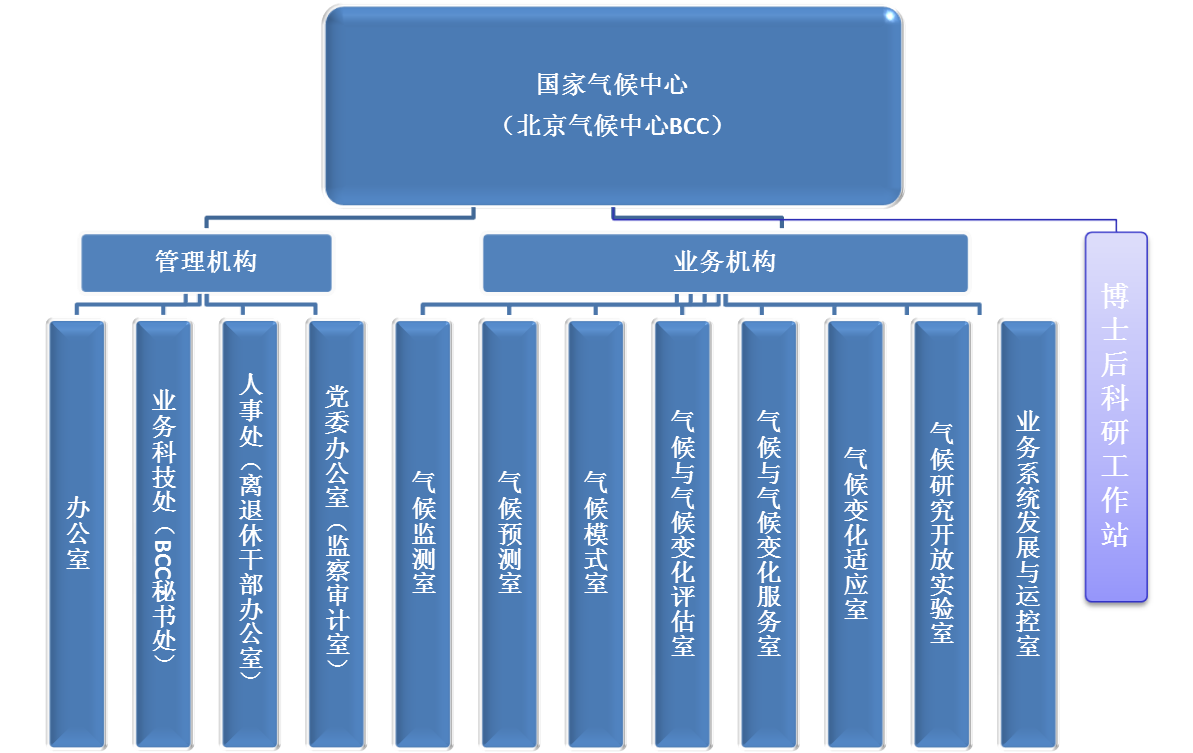 国家气候中心
（北京气候中心BCC）
管理机构
业务机构
博士后科研工作站
办公室
业务科技处（BCC秘书处）
人事处（离退休干部办公室）
党委办公室（监察审计室）
气候监测室
气候预测室
气候模式室
气候与气候变化评估室
气候与气候变化服务室
气候变化适应室
气候研究开放实验室
业务系统发展与运控室